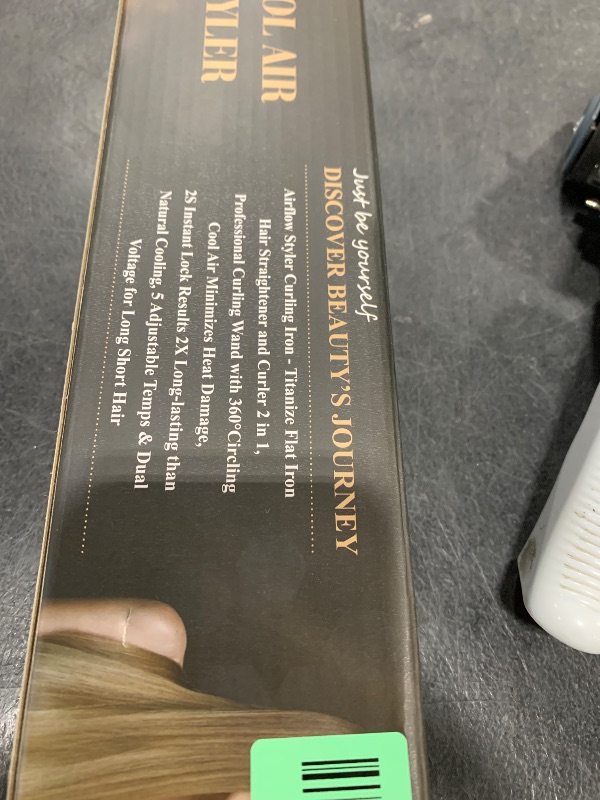 OL AIR
YLER
Just be yourself
DISCOVER BEAUTY'S JOURNEY
Airflow Styler Curling Iron - Titanize Flat Iron
Hair Straightener and Curler 2 in 1,
Professional Curling Wand with 360°Circling
Cool Air Minimizes Heat Damage,
2S Instant Lock Results 2X Long-lasting than
Natural Cooling, 5 Adjustable Temps & Dual
Voltage for Long Short Hair